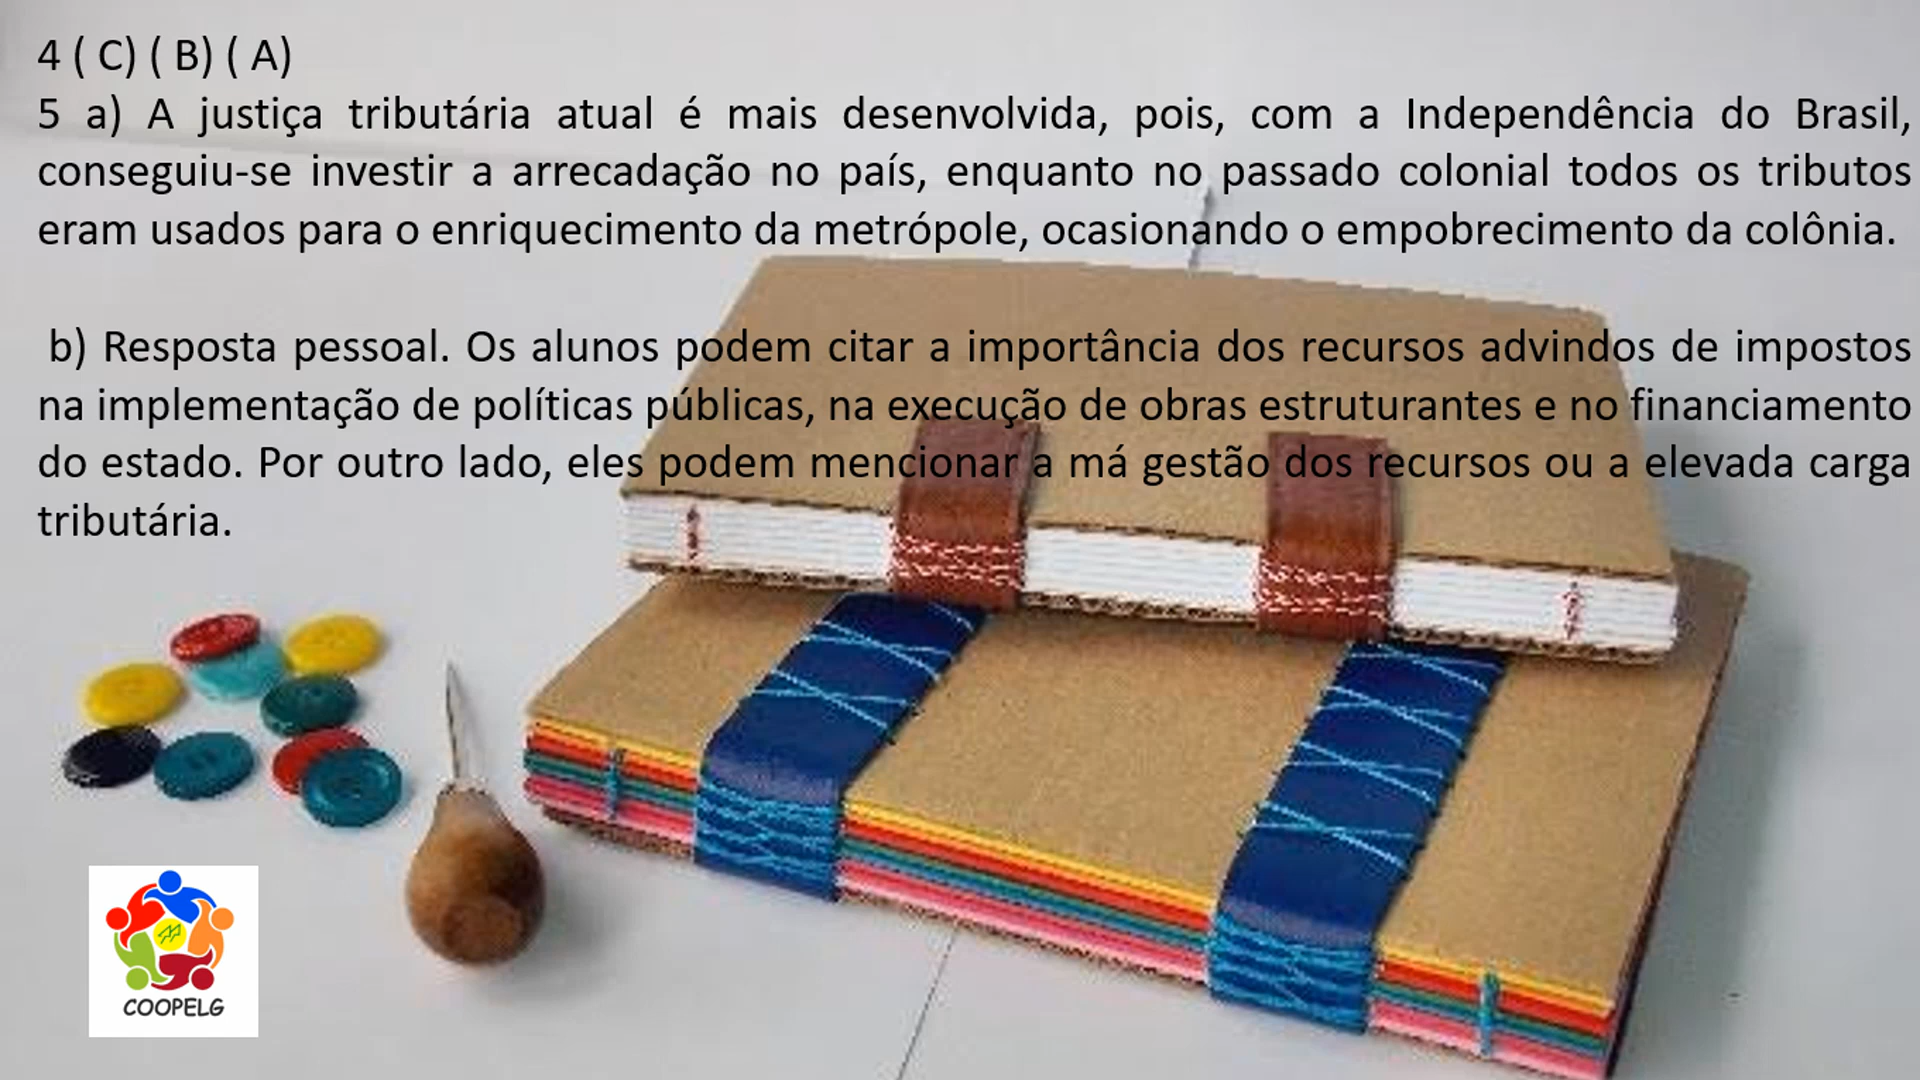 4 ( C) ( B) ( A)
5 a) A justiça tributária atual é mais desenvolvida, pois, com a Independência do Brasil,
conseguiu-se investir a arrecadação no país, enquanto no passado colonial todos os tributos
eram usados para o enriquecimento da metrópole, ocasionando o empobrecimento da colônia.
b) Resposta pessoal. Os alunos podem citar a importância dos recursos advindos de impostos
na implementação de políticas públicas, na execução de obras estruturantes e no financiamento
do estado. Por outro lado, eles podem mencionar a má gestão dos recursos ou a elevada carga
tributária.
COOPELG